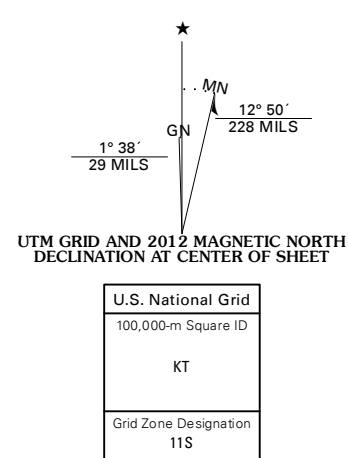 ★
MN
GN
12° 50´
228 MILS
1° 38´
29 MILS
UTM GRID AND 2012 MAGNETIC NORTH
DECLINATION AT CENTER OF SHEET
U.S. National Grid
100,000-m Square ID
KT
Grid Zone Designation
11S